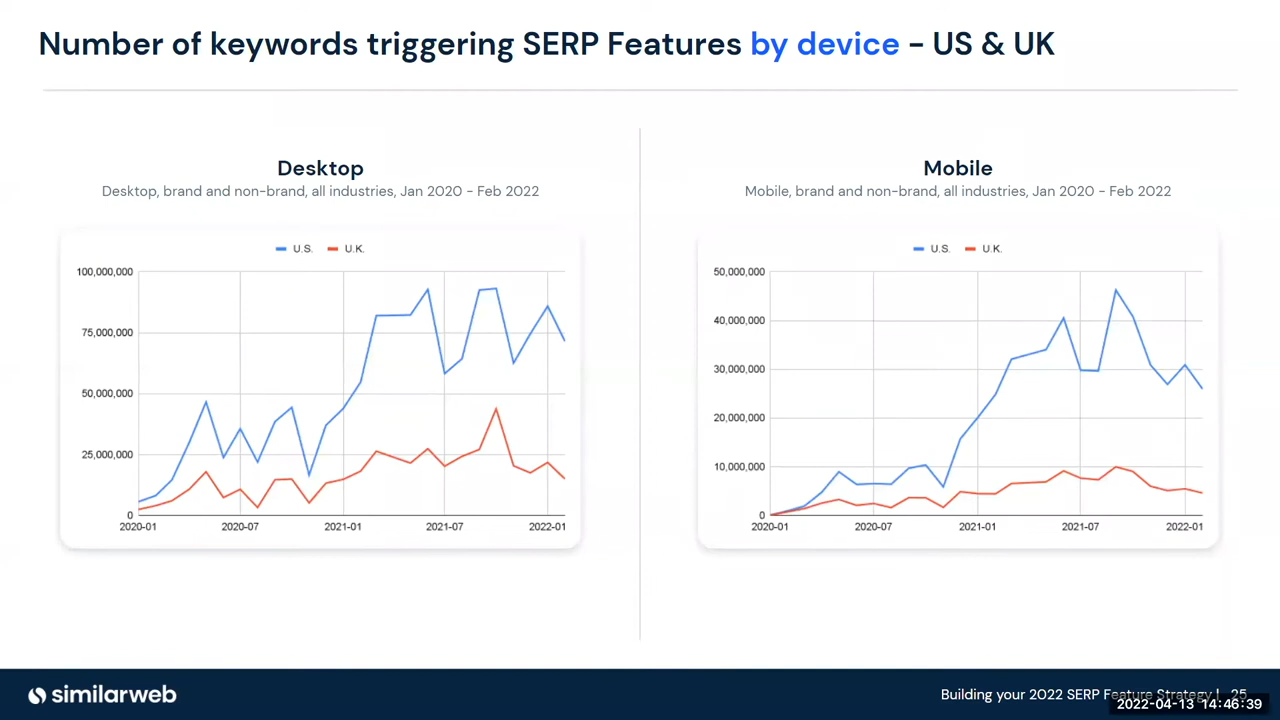 Number of keywords triggering SERP Features by device - US & UK
Desktop
Desktop, brand and non-brand, all industries, Jan 2020 - Feb 2022
U.S. U.K.
100,000,000
75,000,000
50,000,000
25,000,000
0
2020-01 2020-07 2021-01 2021-07 2022-01
Mobile
Mobile, brand and non-brand, all industries, Jan 2020 - Feb 2022
U.S. U.K.
50,000,000
40,000,000
30,000,000
20,000,000
10,000,000
0
2020-01 2020-07 2021-01 2021-07 2022-01
similarweb
Building your 2022 SERP Feature Strategy | 25
2022-04-13 14:46:39